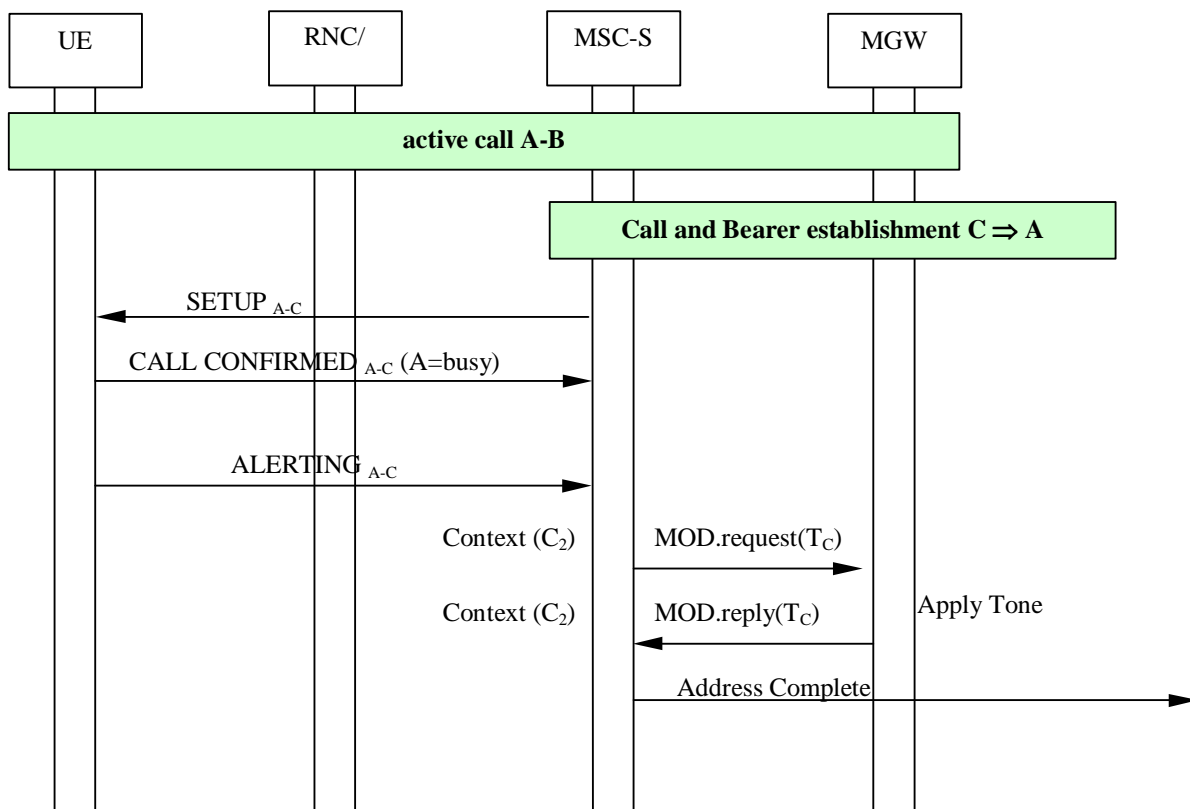 UE
RNC/
MSC-S
MGW
active call A-B
Call and Bearer establishment C ⇒ A
SETUP A-C
CALL CONFIRMED A-C (A=busy)
ALERTING A-C
Context (C2)
MOD.request(TC)
Context (C2)
MOD.reply(TC)
Apply Tone
Address Complete